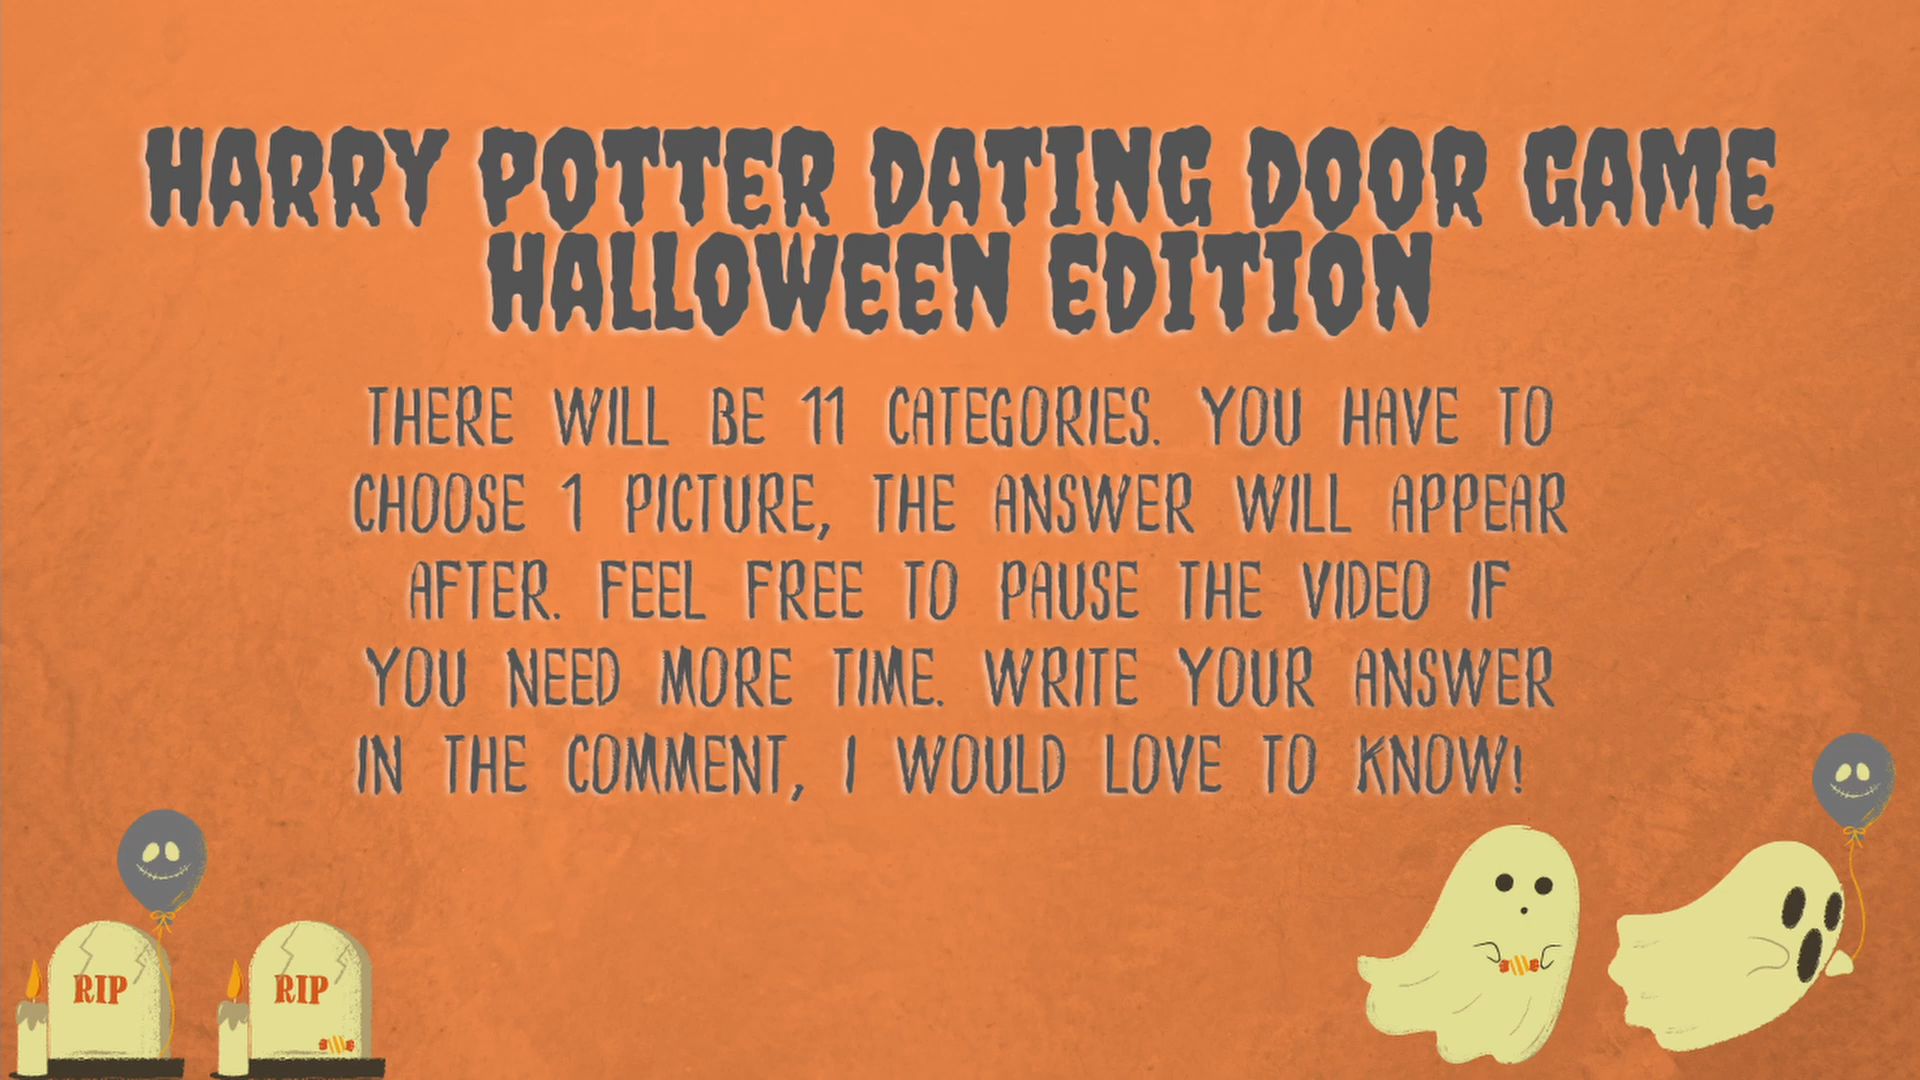 HARRY POTTER DATING DOOR GAME
HALLOWEEN EDITION
THERE WILL BE 11 CATEGORIES. YOU HAVE TO
CHOOSE 1 PICTURE, THE ANSWER WILL APPEAR
AFTER. FEEL FREE TO PAUSE THE VIDEO IF
YOU NEED MORE TIME. WRITE YOUR ANSWER
IN THE COMMENT, I WOULD LOVE TO KNOW!
RIP
RIP